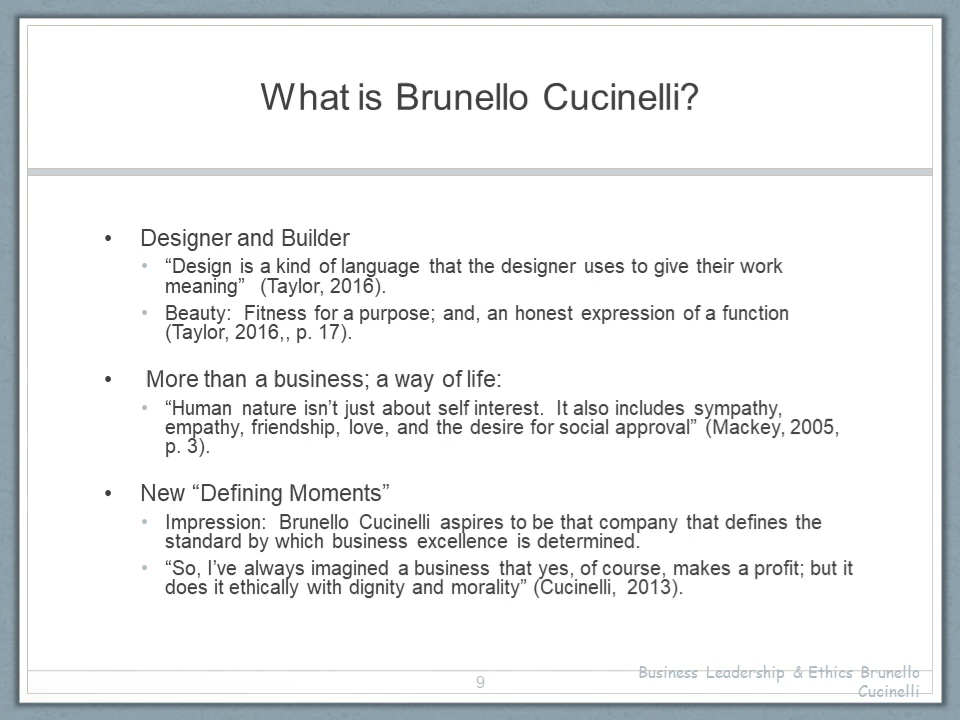 What is Brunello Cucinelli?
• Designer and Builder
• “Design is a kind of language that the designer uses to give their work
meaning” (Taylor, 2016).
• Beauty: Fitness for a purpose; and, an honest expression of a function
(Taylor, 2016,, p. 17).
• More than a business; a way of life:
• “Human nature isn’t just about self interest. It also includes sympathy,
empathy, friendship, love, and the desire for social approval” (Mackey, 2005,
p. 3).
• New “Defining Moments”
• Impression: Brunello Cucinelli aspires to be that company that defines the
standard by which business excellence is determined.
• “So, I’ve always imagined a business that yes, of course, makes a profit; but it
does it ethically with dignity and morality” (Cucinelli, 2013).
9
Business Leadership & Ethics Brunello
Cucinelli